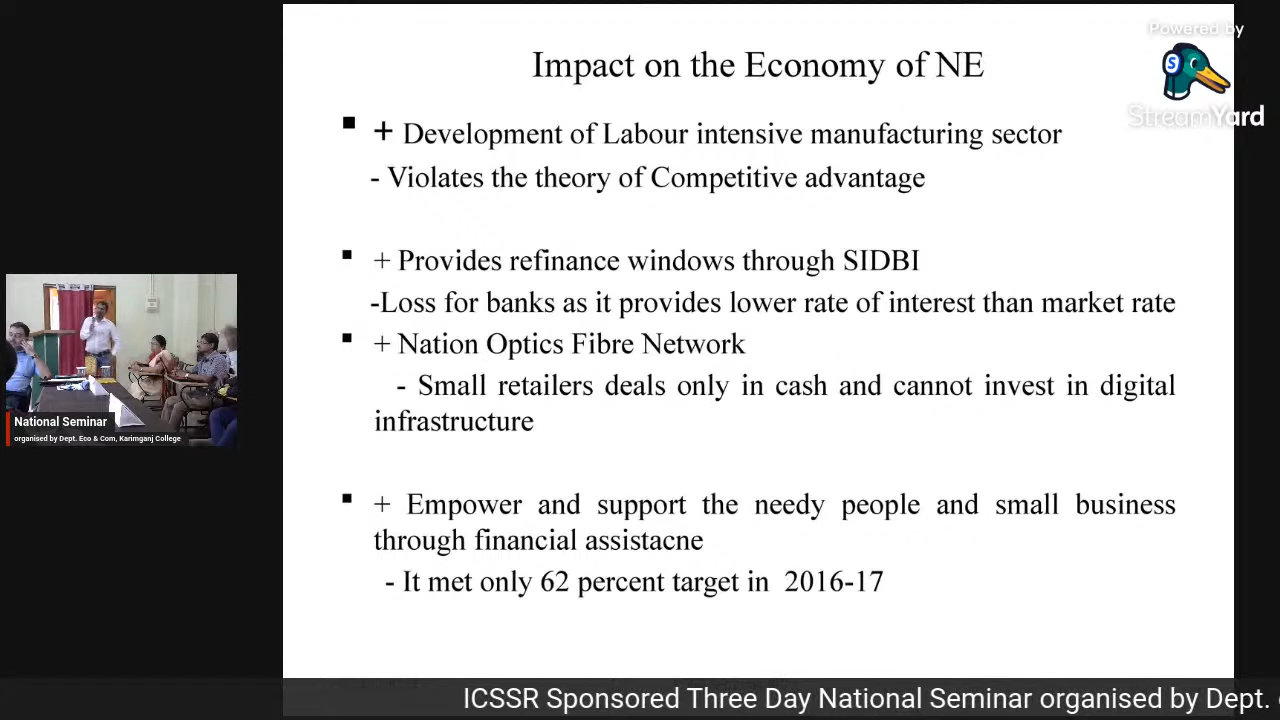 Powered by
StreamYard
Impact on the Economy of NE
+ Development of Labour intensive manufacturing sector
- Violates the theory of Competitive advantage
+ Provides refinance windows through SIDBI
-Loss for banks as it provides lower rate of interest than market rate
+ Nation Optics Fibre Network
- Small retailers deals only in cash and cannot invest in digital
infrastructure
+ Empower and support the needy people and small business
through financial assistacne
- It met only 62 percent target in 2016-17
National Seminar
organised by Dept. Eco & Com, Karimganj College
ICSSR Sponsored Three Day National Seminar organised by Dept.